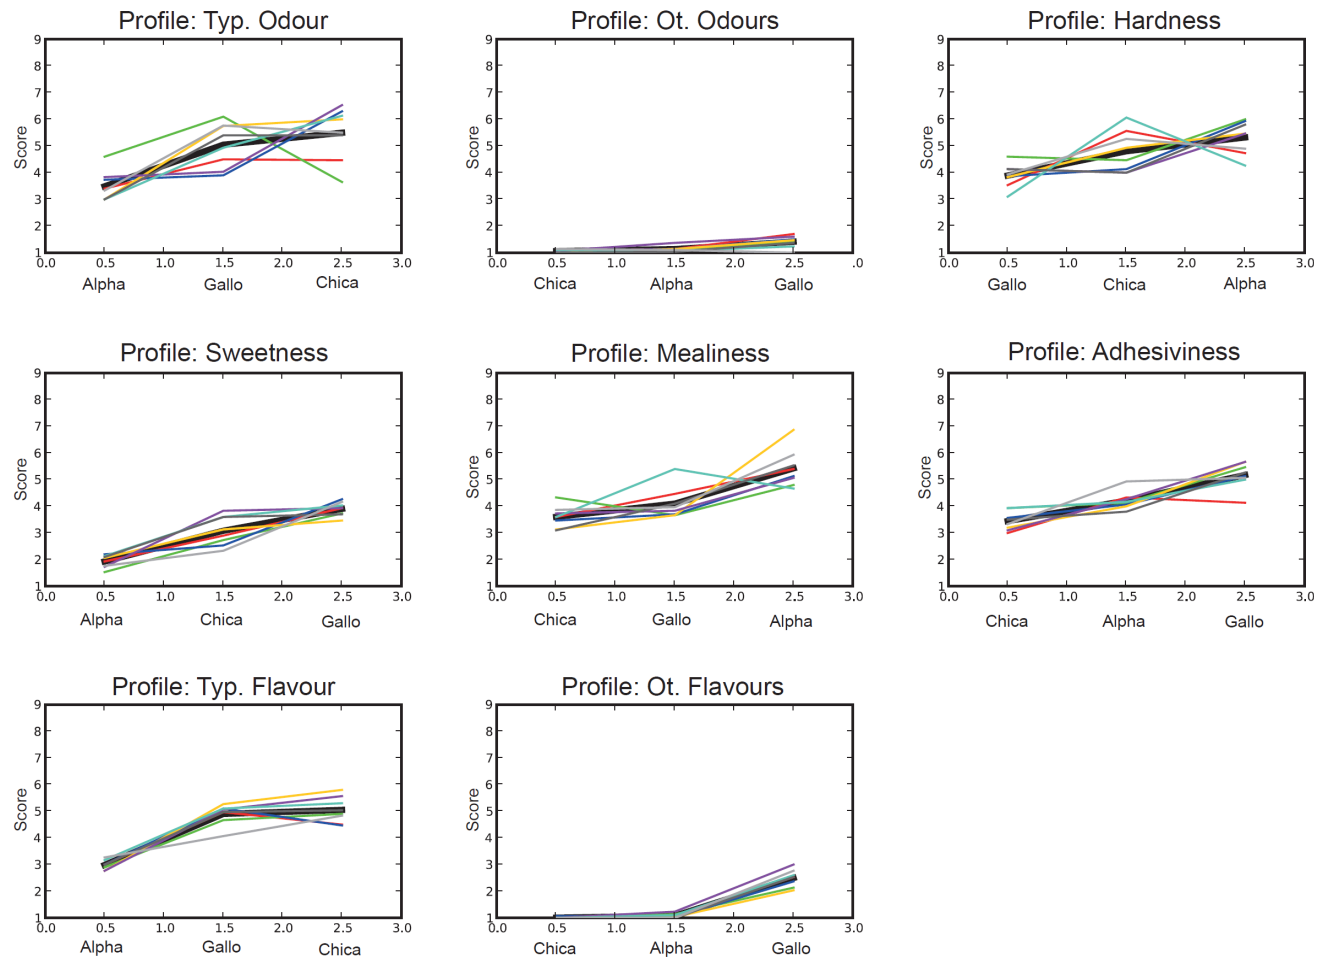 Profile: Typ. Odour
9
8
7
6
5
4
3
2
1
Score
0.0 0.5 1.0 1.5 2.0 2.5 3.0
Alpha Gallo Chica
Profile: Ot. Odours
9
8
7
6
5
4
3
2
1
Score
0.0 0.5 1.0 1.5 2.0 2.5 .0
Chica Alpha Gallo
Profile: Hardness
9
8
7
6
5
4
3
2
1
Score
0.0 0.5 1.0 1.5 2.0 2.5 3.0
Gallo Chica Alpha
Profile: Sweetness
9
8
7
6
5
4
3
2
1
Score
0.0 0.5 1.0 1.5 2.0 2.5 3.0
Alpha Chica Gallo
Profile: Mealiness
9
8
7
6
5
4
3
2
1
Score
0.0 0.5 1.0 1.5 2.0 2.5 3.0
Chica Gallo Alpha
Profile: Adhesiviness
9
8
7
6
5
4
3
2
1
Score
0.0 0.5 1.0 1.5 2.0 2.5 3.0
Chica Alpha Gallo
Profile: Typ. Flavour
9
8
7
6
5
4
3
2
1
Score
0.0 0.5 1.0 1.5 2.0 2.5 3.0
Alpha Gallo Chica
Profile: Ot. Flavours
9
8
7
6
5
4
3
2
1
Score
0.0 0.5 1.0 1.5 2.0 2.5 3.0
Chica Alpha Gallo